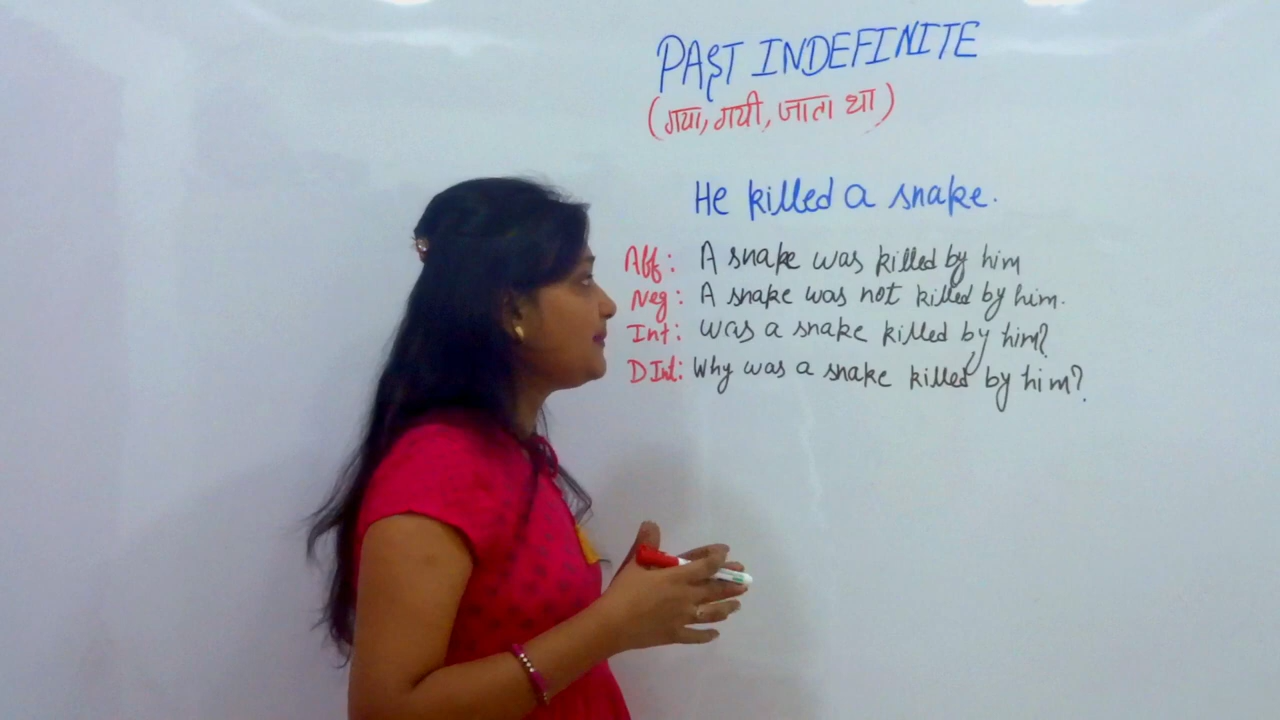 PAST INDEFINITE
(गया, गयी, जाता था)
He killed a snake.
Aff: A snake was killed by him
Neg: A snake was not killed by him.
Int: Was a snake killed by him?
D Int: Why was a snake killed by him?